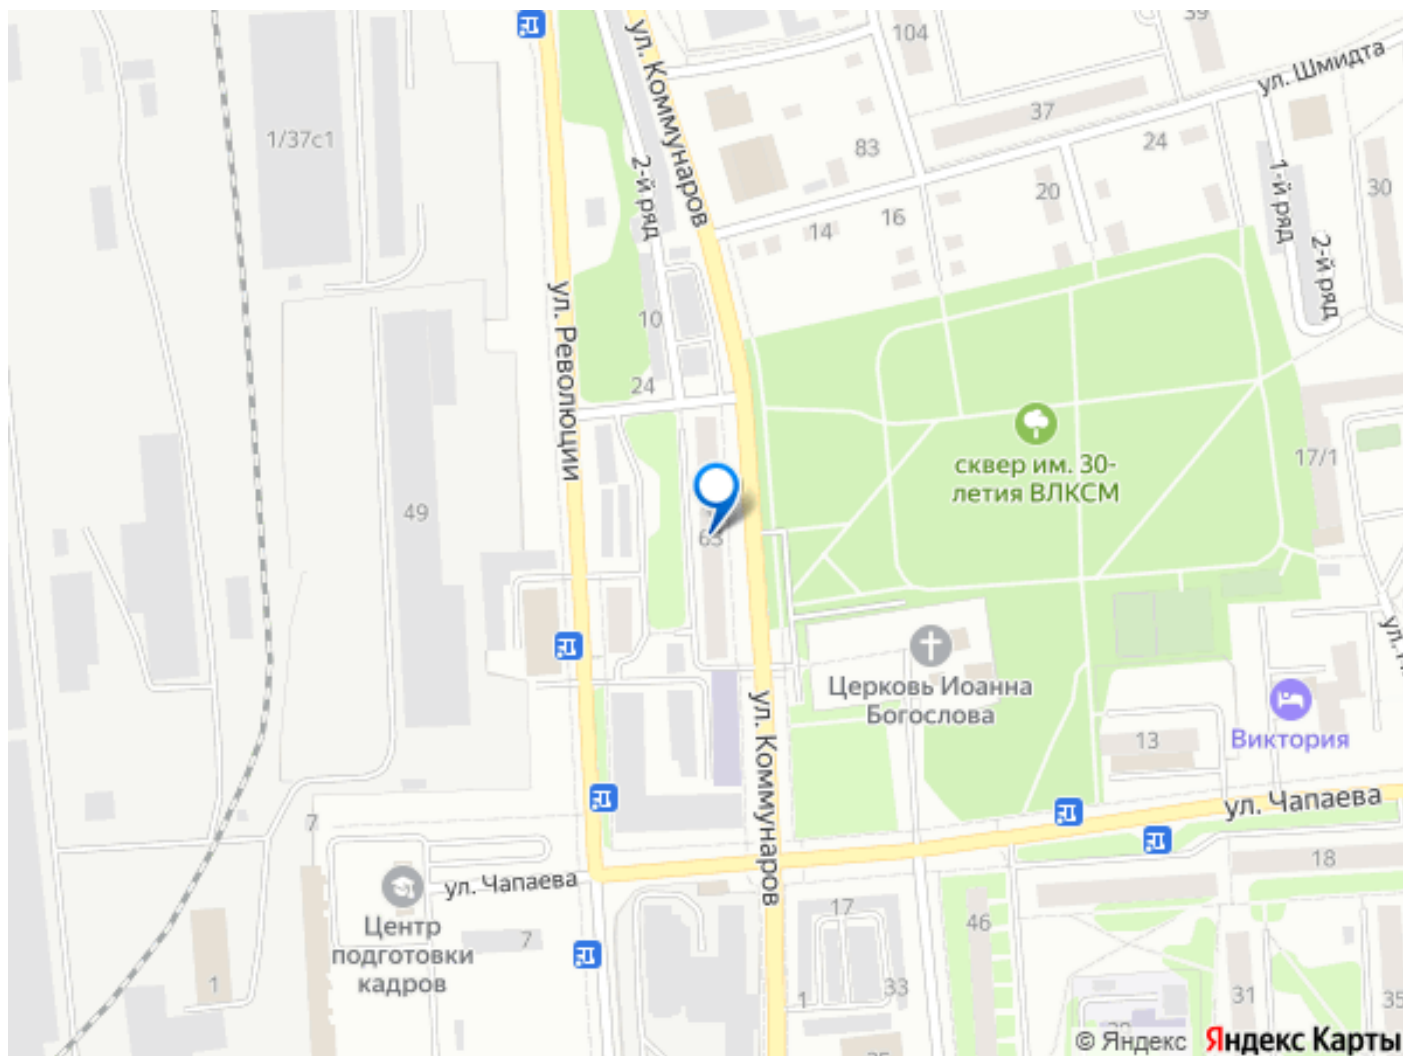 39
104
ул. Коммунаров
ул. Шмидта
37
1/37с1
83
24
2-й ряд
1-й ряд
20
30
16
14
2-й ряд
ул. Революции
10
24
сквер им. 30-
летия ВЛКСМ
17/1
49
63
Церковь Иоанна
Богослова
ул. Коммунаров
13
Виктория
ул. Чапаева
7
18
ул. Чапаева
Центр
подготовки
кадров
7
17
46
1
1
33
31
35
© Яндекс
Яндекс Карты